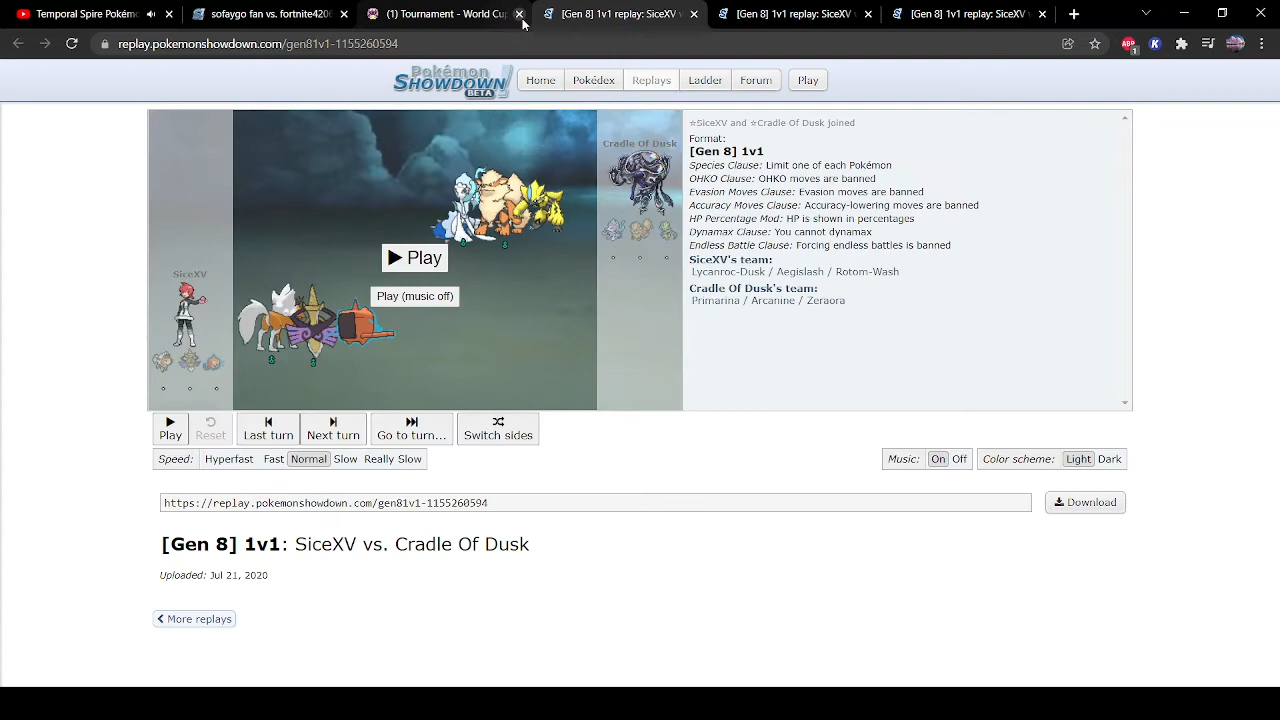 Temporal Spire Pokémo
sofaygo fan vs. fortnite420
(1) Tournament - World Cup
[Gen 8] 1v1 replay: SiceXV v
[Gen 8] 1v1 replay: SiceXV vs
[Gen 8] 1v1 replay: SiceXV vs
replay.pokemonshowdown.com/gen81v1-1155260594
ABP 1 K
Pokémon SHOWDOWN! BETA
Home Pokédex Replays Ladder Forum Play
☆SiceXV and ☆Cradle Of Dusk joined
Format:
[Gen 8] 1v1
Species Clause: Limit one of each Pokémon
OHKO Clause: OHKO moves are banned
Evasion Moves Clause: Evasion moves are banned
Accuracy Moves Clause: Accuracy-lowering moves are banned
HP Percentage Mod: HP is shown in percentages
Dynamax Clause: You cannot dynamax
Endless Battle Clause: Forcing endless battles is banned
SiceXV's team:
Lycanroc-Dusk / Aegislash / Rotom-Wash
Cradle Of Dusk's team:
Primarina / Arcanine / Zeraora
Cradle Of Dusk
SiceXV
Play
Play (music off)
Play Reset Last turn Next turn Go to turn... Switch sides
Speed: Hyperfast Fast Normal Slow Really Slow
Music: On Off Color scheme: Light Dark
https://replay.pokemonshowdown.com/gen81v1-1155260594
Download
[Gen 8] 1v1: SiceXV vs. Cradle Of Dusk
Uploaded: Jul 21, 2020
More replays